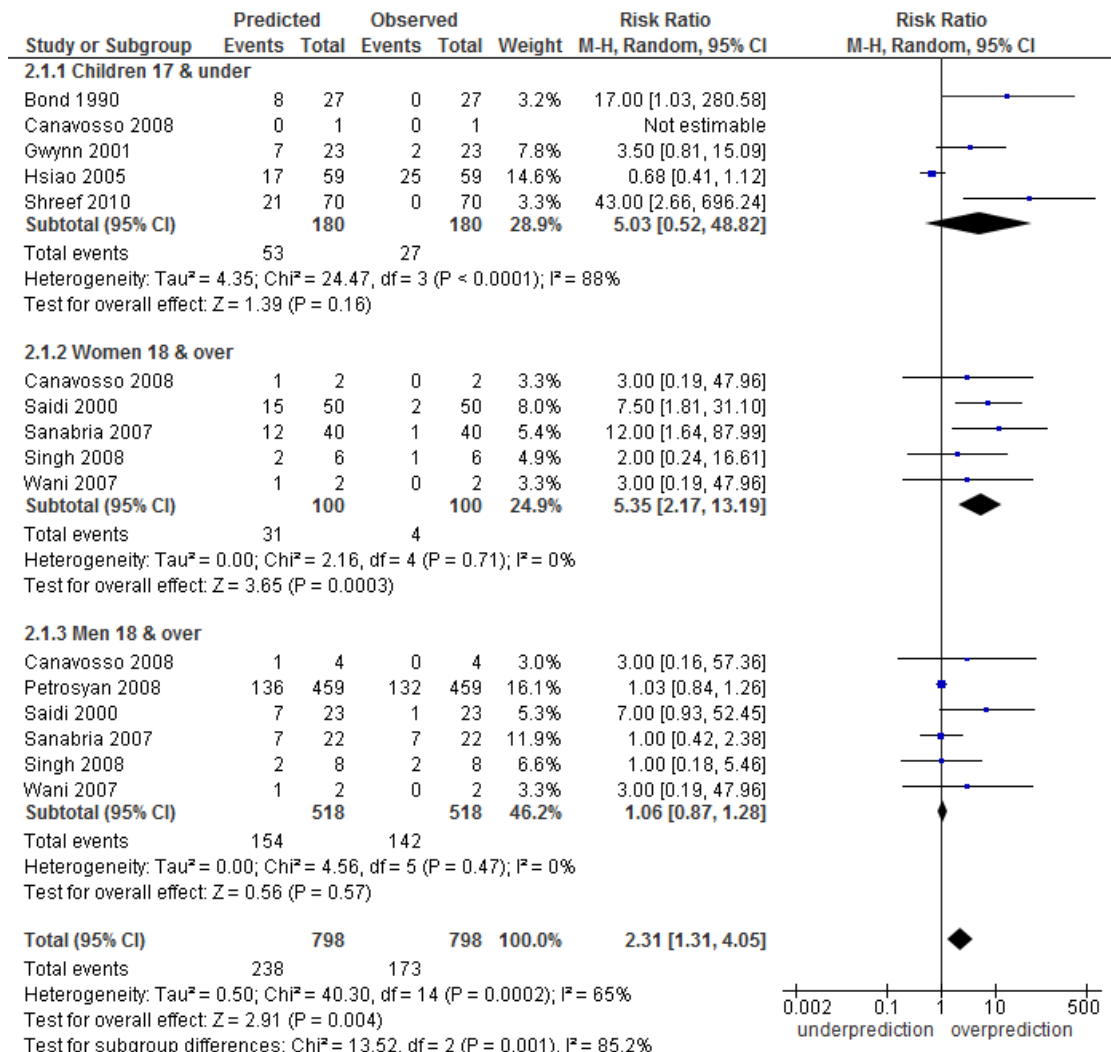 Predicted Observed Risk Ratio Risk Ratio
Study or Subgroup Events Total Events Total Weight M-H, Random, 95% CI M-H, Random, 95% CI
2.1.1 Children 17 & under
Bond 1990 8 27 0 27 3.2% 17.00 [1.03, 280.58]
Canavosso 2008 0 1 0 1 Not estimable
Gwynn 2001 7 23 2 23 7.8% 3.50 [0.81, 15.09]
Hsiao 2005 17 59 25 59 14.6% 0.68 [0.41, 1.12]
Shreef 2010 21 70 0 70 3.3% 43.00 [2.66, 696.24]
Subtotal (95% CI) 180 180 28.9% 5.03 [0.52, 48.82]
Total events 53 27
Heterogeneity: Tau² = 4.35; Chi² = 24.47, df = 3 (P < 0.0001); I² = 88%
Test for overall effect: Z = 1.39 (P = 0.16)
2.1.2 Women 18 & over
Canavosso 2008 1 2 0 2 3.3% 3.00 [0.19, 47.96]
Saidi 2000 15 50 2 50 8.0% 7.50 [1.81, 31.10]
Sanabria 2007 12 40 1 40 5.4% 12.00 [1.64, 87.99]
Singh 2008 2 6 1 6 4.9% 2.00 [0.24, 16.61]
Wani 2007 1 2 0 2 3.3% 3.00 [0.19, 47.96]
Subtotal (95% CI) 100 100 24.9% 5.35 [2.17, 13.19]
Total events 31 4
Heterogeneity: Tau² = 0.00; Chi² = 2.16, df = 4 (P = 0.71); I² = 0%
Test for overall effect: Z = 3.65 (P = 0.0003)
2.1.3 Men 18 & over
Canavosso 2008 1 4 0 4 3.0% 3.00 [0.16, 57.36]
Petrosyan 2008 136 459 132 459 16.1% 1.03 [0.84, 1.26]
Saidi 2000 7 23 1 23 5.3% 7.00 [0.93, 52.45]
Sanabria 2007 7 22 7 22 11.9% 1.00 [0.42, 2.38]
Singh 2008 2 8 2 8 6.6% 1.00 [0.18, 5.46]
Wani 2007 1 2 0 2 3.3% 3.00 [0.19, 47.96]
Subtotal (95% CI) 518 518 46.2% 1.06 [0.87, 1.28]
Total events 154 142
Heterogeneity: Tau² = 0.00; Chi² = 4.56, df = 5 (P = 0.47); I² = 0%
Test for overall effect: Z = 0.56 (P = 0.57)
Total (95% CI) 798 798 100.0% 2.31 [1.31, 4.05]
Total events 238 173
Heterogeneity: Tau² = 0.50; Chi² = 40.30, df = 14 (P = 0.0002); I² = 65%
Test for overall effect: Z = 2.91 (P = 0.004)
Test for subgroup differences: Chi² = 13.52, df = 2 (P = 0.001), I² = 85.2%
0.002 0.1 1 10 500
underprediction overprediction